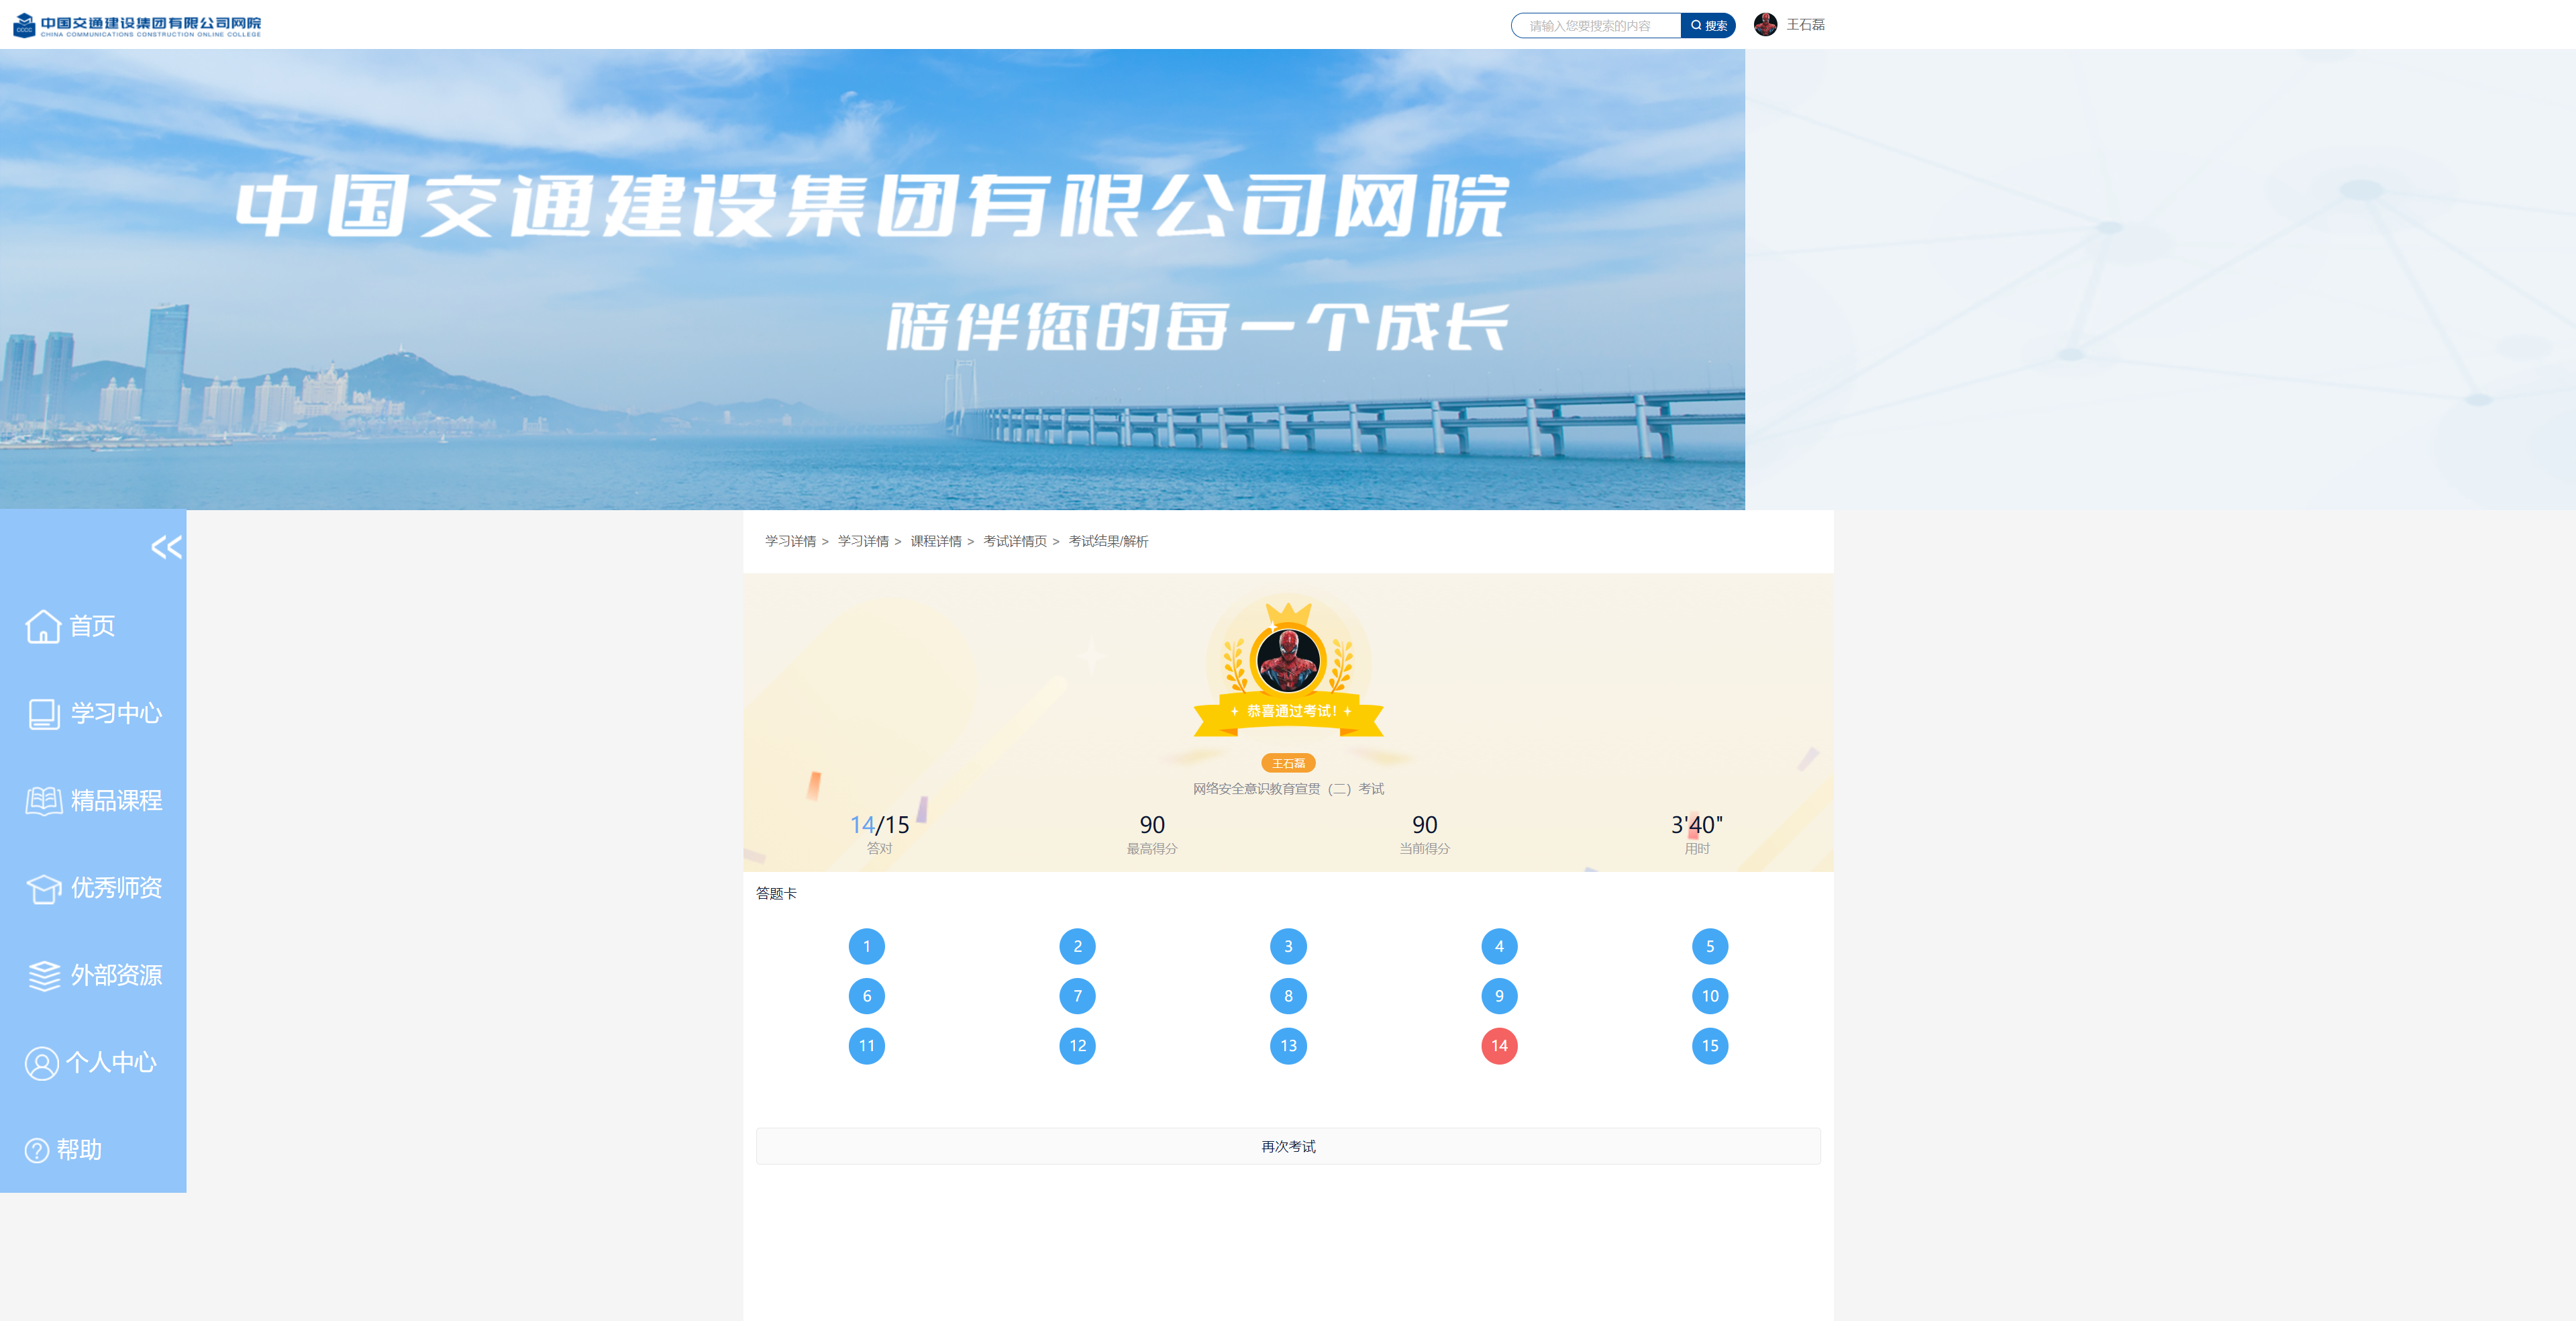 中国交通建设集团有限公司网院
CHINA COMMUNICATIONS CONSTRUCTION ONLINE COLLEGE
CCCC
请输入您要搜索的内容
搜索
王石磊
中国交通建设集团有限公司网院
陪伴您的每一个成长
首页
学习中心
精品课程
优秀师资
外部资源
个人中心
帮助
学习详情 > 学习详情 > 课程详情 > 考试详情页 > 考试结果/解析
恭喜通过考试!
王石磊
网络安全意识教育宣贯（二）考试
14/15 90 90 3'40"
答对 最高得分 当前得分 用时
答题卡
1 2 3 4 5
6 7 8 9 10
11 12 13 14 15
再次考试